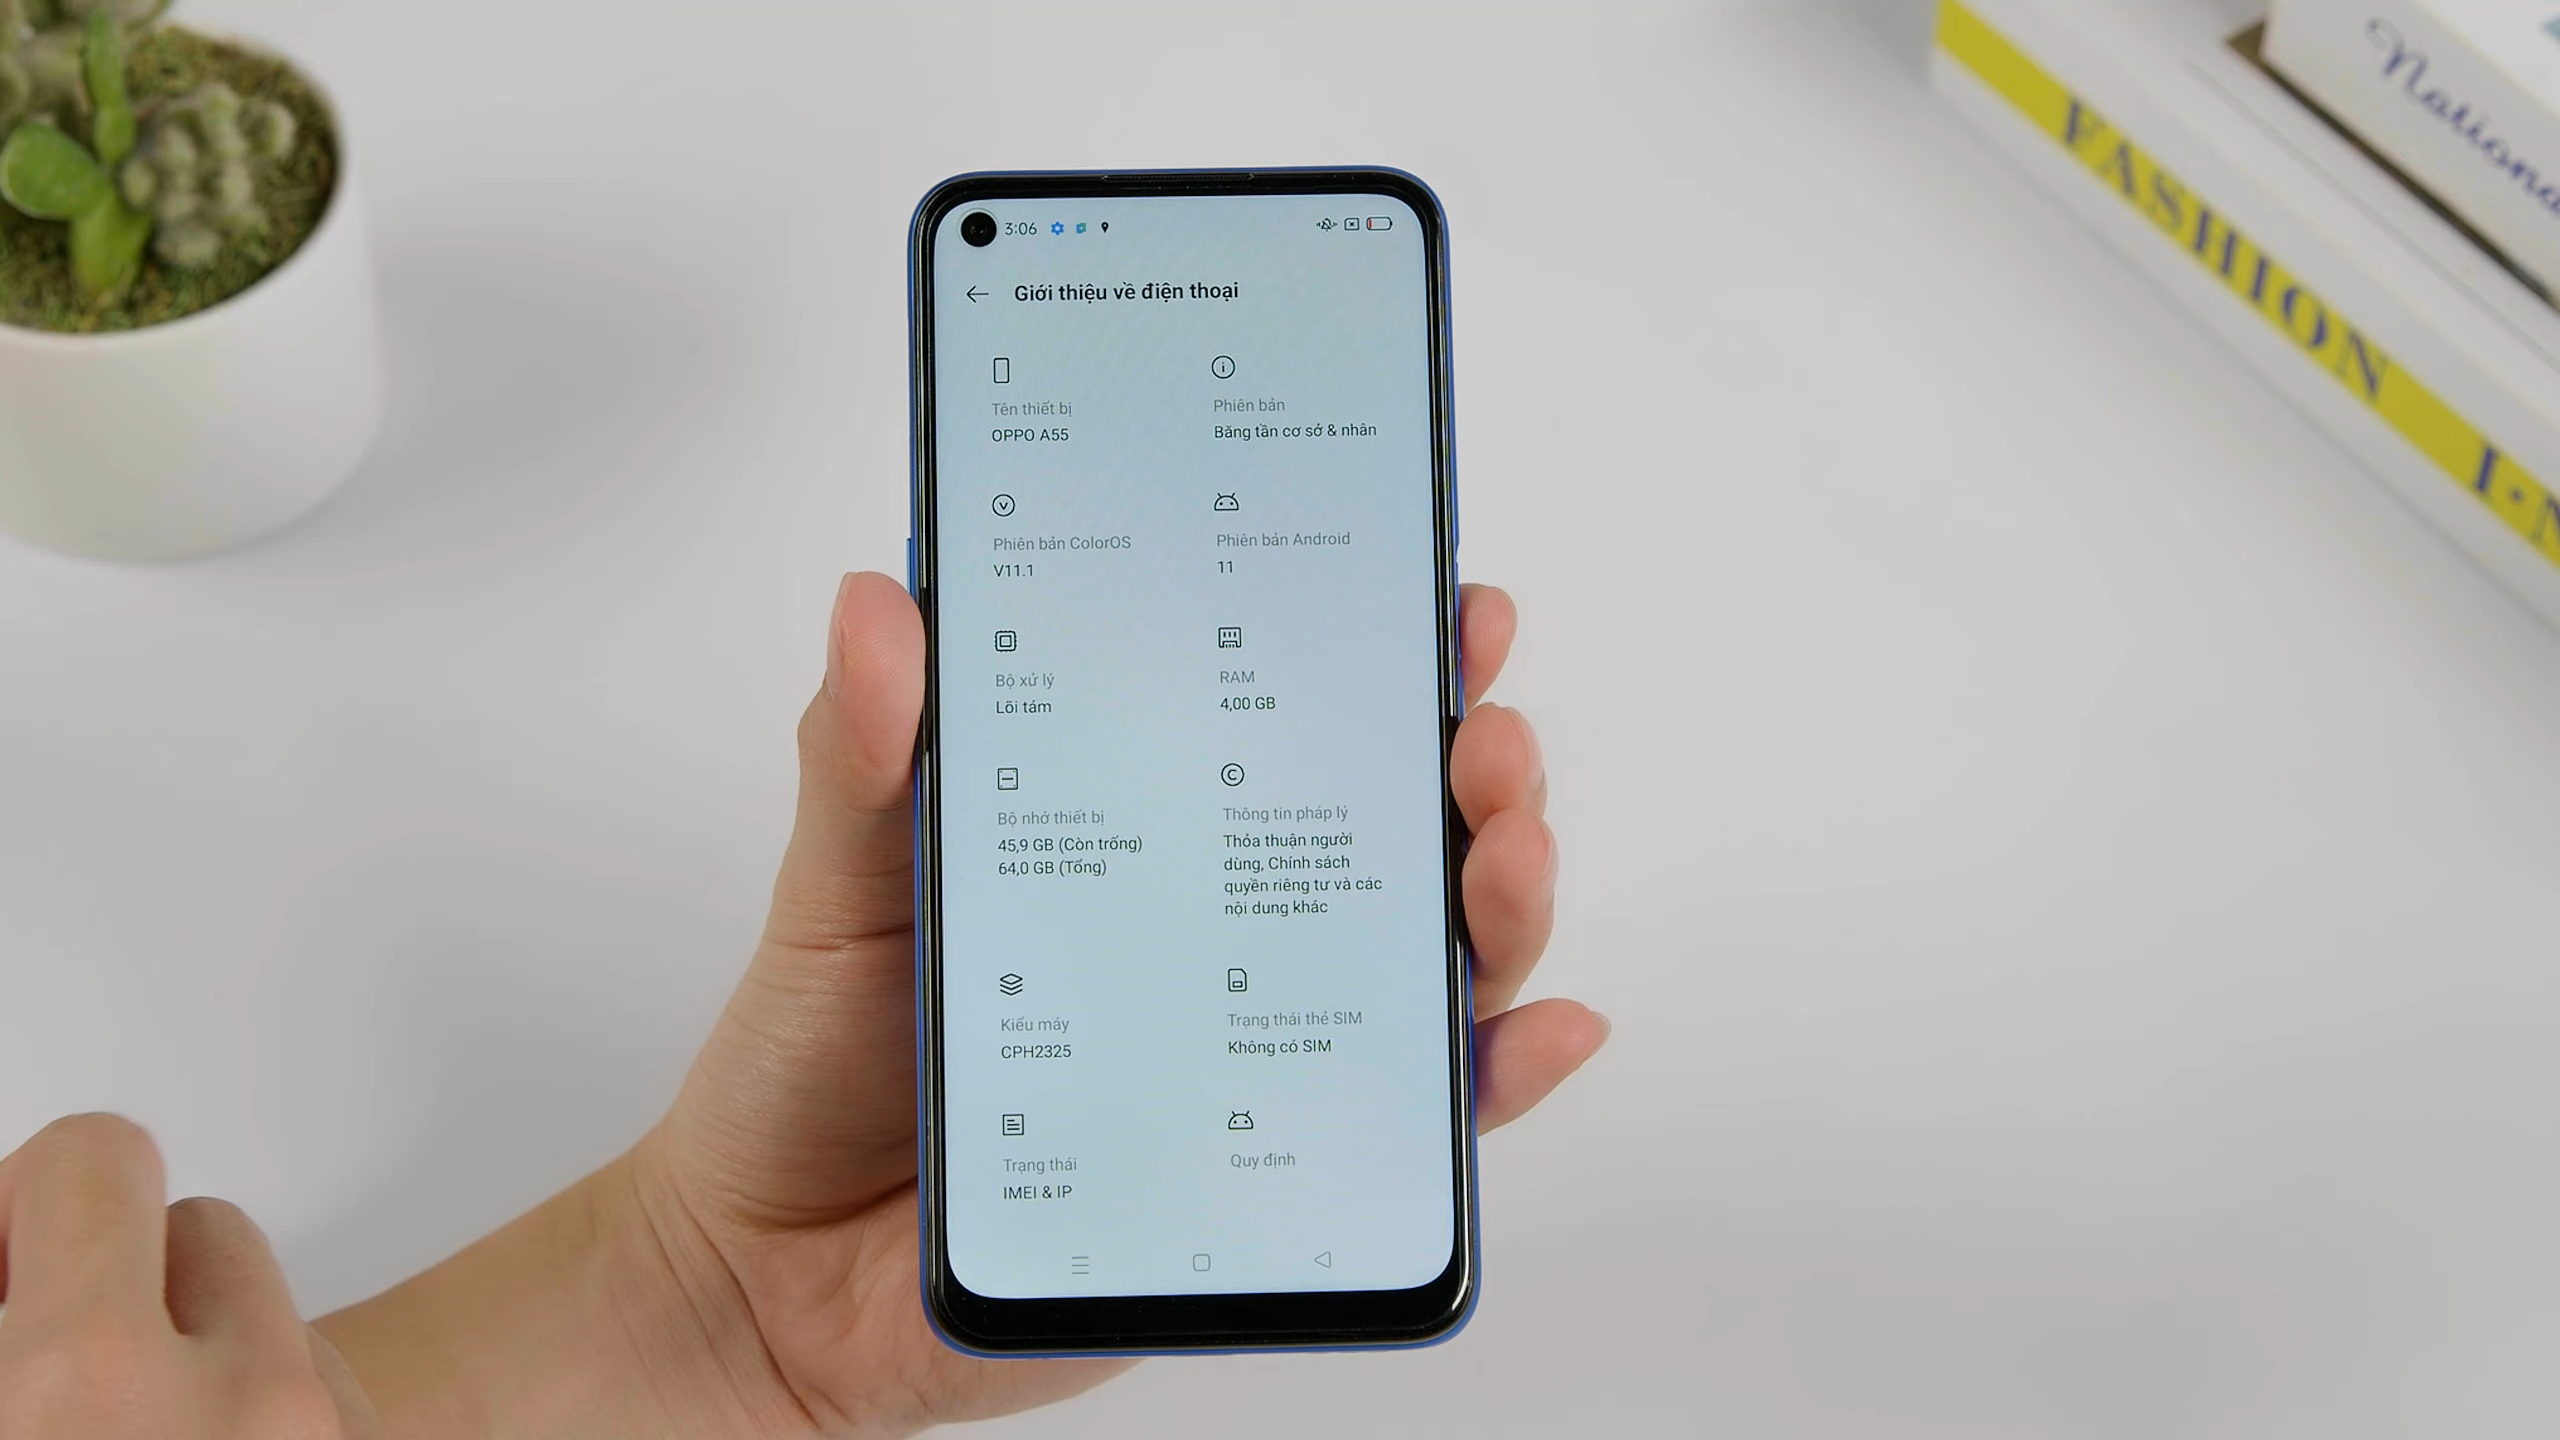 3:06
Giới thiệu về điện thoại
Tên thiết bị
OPPO A55
Phiên bản
Băng tần cơ sở & nhân
Phiên bản ColorOS
V11.1
Phiên bản Android
11
Bộ xử lý
Lõi tám
RAM
4,00 GB
Bộ nhớ thiết bị
45,9 GB (Còn trống)
64,0 GB (Tổng)
Thông tin pháp lý
Thỏa thuận người
dùng, Chính sách
quyền riêng tư và các
nội dung khác
Kiểu máy
CPH2325
Trạng thái thẻ SIM
Không có SIM
Trạng thái
IMEI & IP
Quy định
Nationa
FASHION I·N